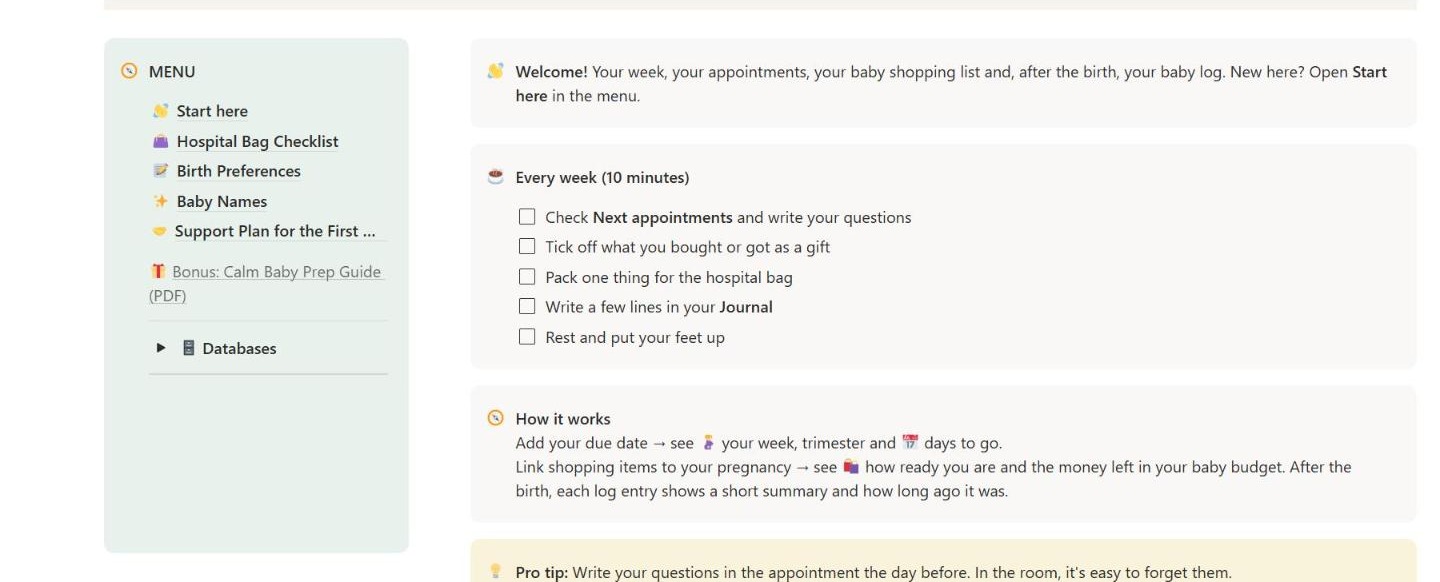 MENU
Start here
Hospital Bag Checklist
Birth Preferences
Baby Names
Support Plan for the First ...
Bonus: Calm Baby Prep Guide
(PDF)
Databases
Welcome! Your week, your appointments, your baby shopping list and, after the birth, your baby log. New here? Open Start
here in the menu.
Every week (10 minutes)
Check Next appointments and write your questions
Tick off what you bought or got as a gift
Pack one thing for the hospital bag
Write a few lines in your Journal
Rest and put your feet up
How it works
Add your due date → see 🤰 your week, trimester and 📅 days to go.
Link shopping items to your pregnancy → see 🛍️ how ready you are and the money left in your baby budget. After the
birth, each log entry shows a short summary and how long ago it was.
Pro tip: Write your questions in the appointment the day before. In the room, it's easy to forget them.